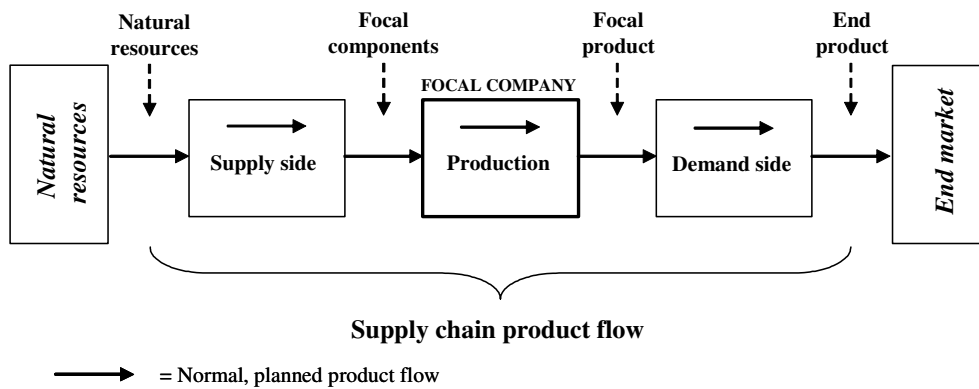 Natural
resources
Focal
components
Focal
product
End
product
FOCAL COMPANY
Natural
resources
Supply side
Production
Demand side
End market
Supply chain product flow
= Normal, planned product flow